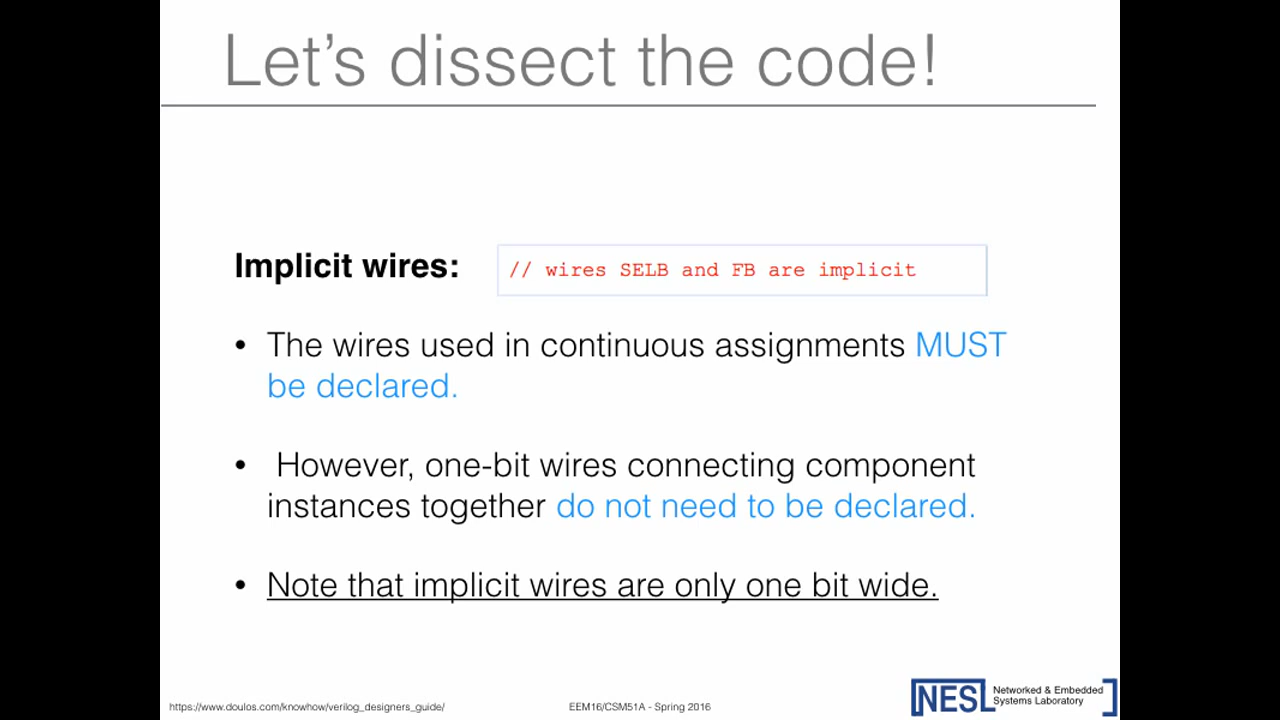 Let's dissect the code!
Implicit wires:
// wires SELB and FB are implicit
• The wires used in continuous assignments MUST
be declared.
• However, one-bit wires connecting component
instances together do not need to be declared.
• Note that implicit wires are only one bit wide.
https://www.doulos.com/knowhow/verilog_designers_guide/
EEM16/CSM51A - Spring 2016
NESL
Networked & Embedded
Systems Laboratory